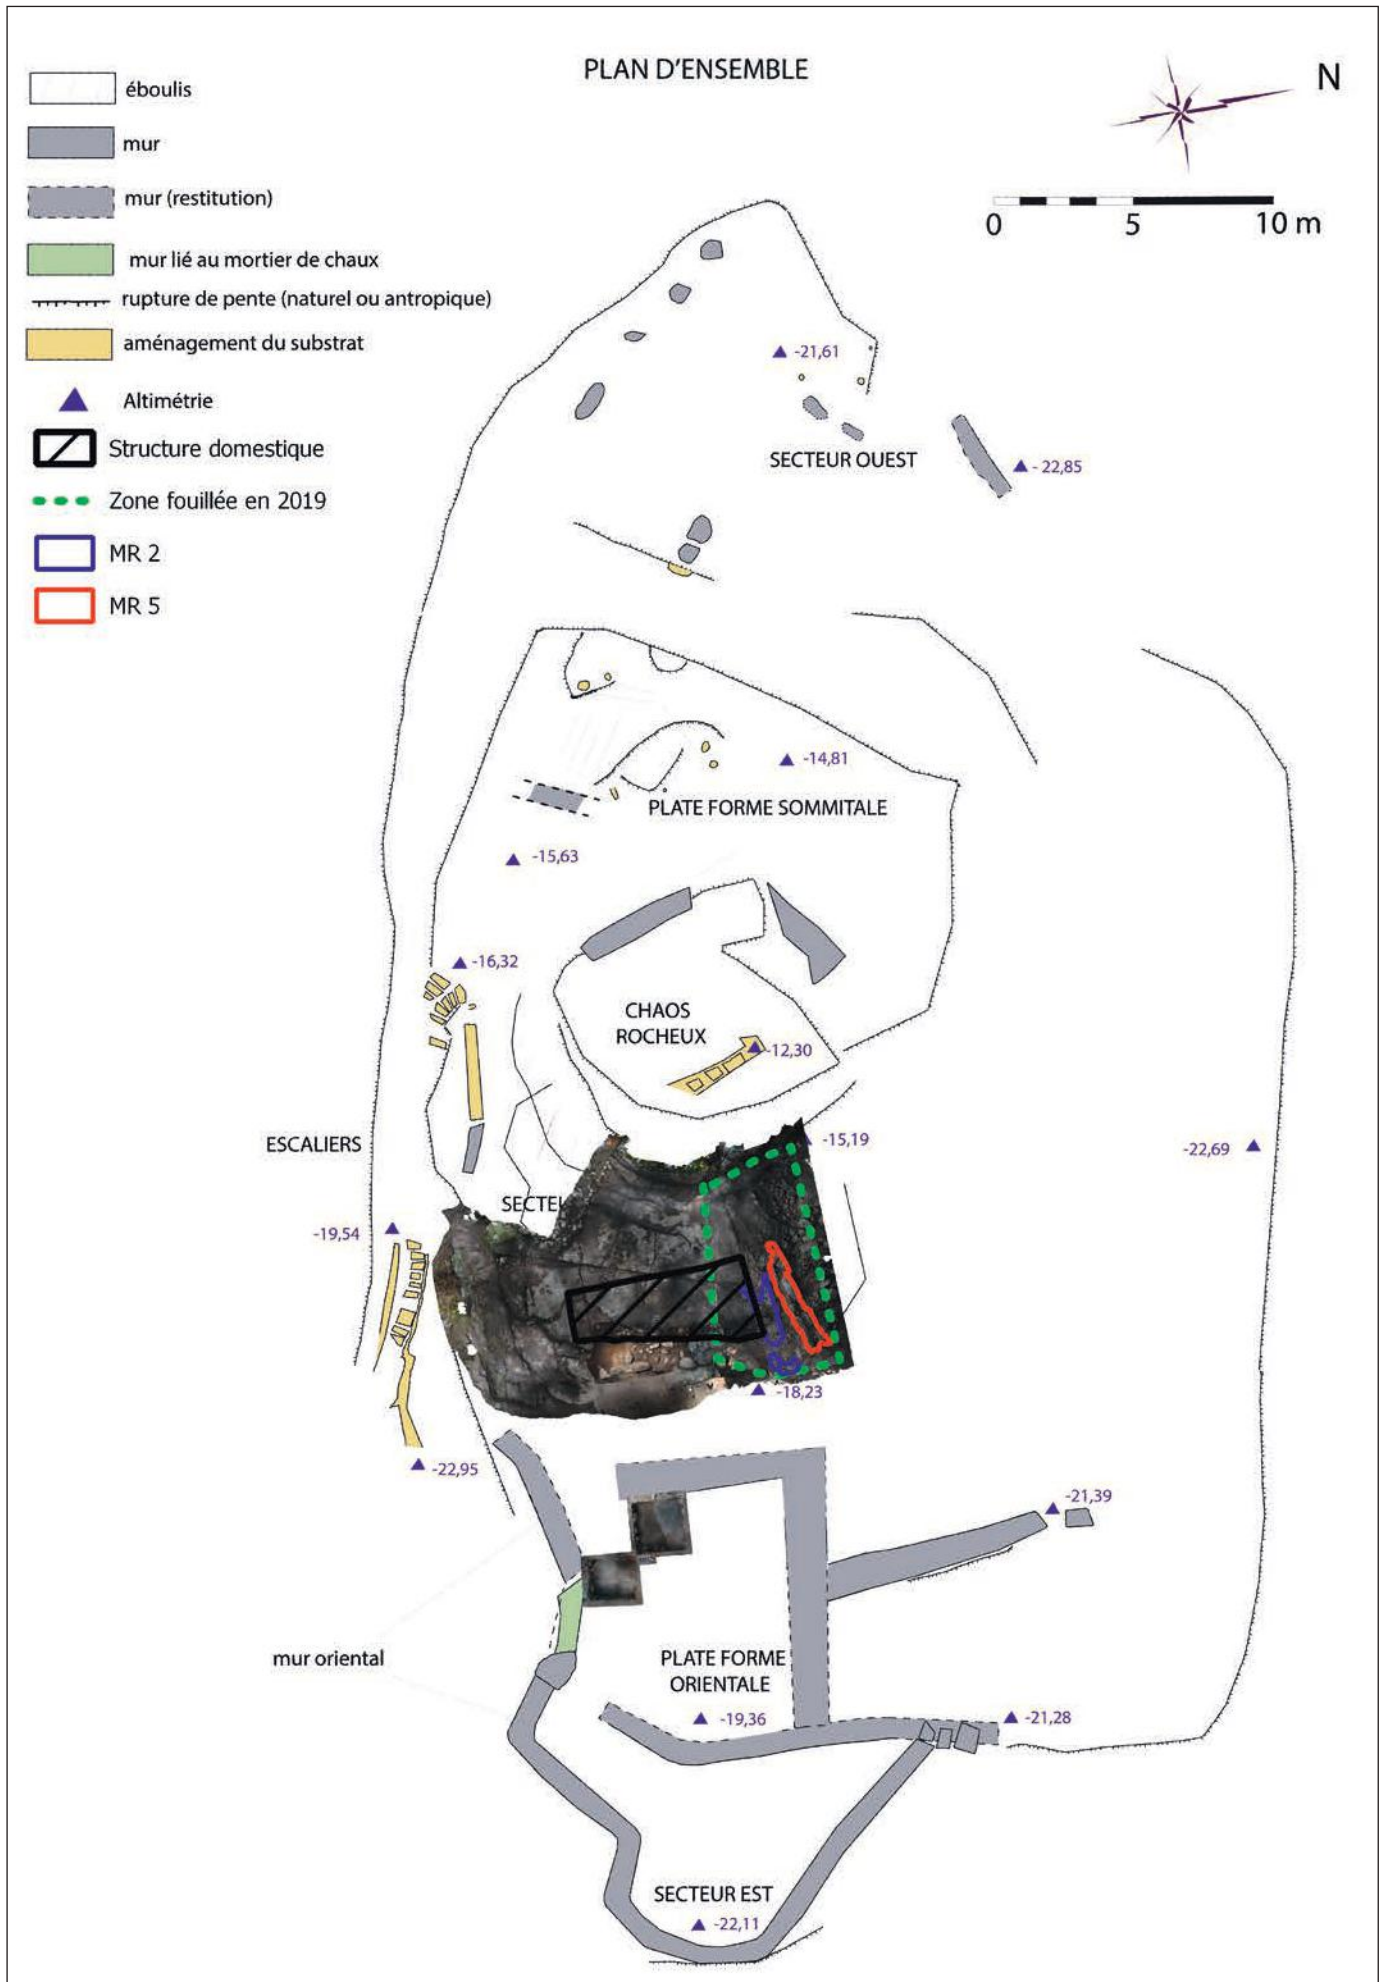 PLAN D'ENSEMBLE
N
0 5 10 m
éboulis
mur
mur (restitution)
mur lié au mortier de chaux
rupture de pente (naturel ou antropique)
aménagement du substrat
Altimétrie
Structure domestique
Zone fouillée en 2019
MR 2
MR 5
-21,61
SECTEUR OUEST
- 22,85
-14,81
PLATE FORME SOMMITALE
-15,63
-16,32
CHAOS
ROCHEUX
-12,30
ESCALIERS
-15,19
-22,69
SECTEU
-19,54
-18,23
-22,95
-21,39
mur oriental
PLATE FORME
ORIENTALE
-19,36
-21,28
SECTEUR EST
-22,11